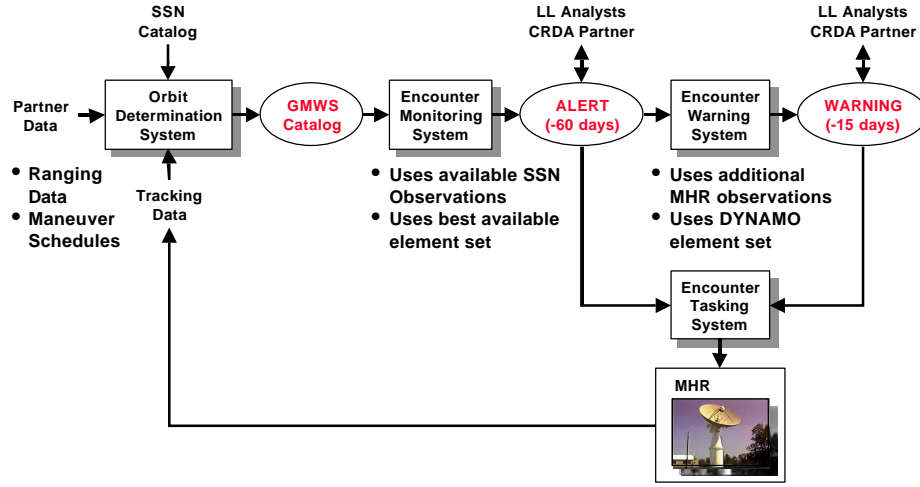 SSN
Catalog
LL Analysts
CRDA Partner
LL Analysts
CRDA Partner
Partner
Data
Orbit
Determination
System
GMWS
Catalog
Encounter
Monitoring
System
ALERT
(-60 days)
Encounter
Warning
System
WARNING
(-15 days)
• Ranging
Data
• Maneuver
Schedules
Tracking
Data
• Uses available SSN
Observations
• Uses best available
element set
• Uses additional
MHR observations
• Uses DYNAMO
element set
Encounter
Tasking
System
MHR